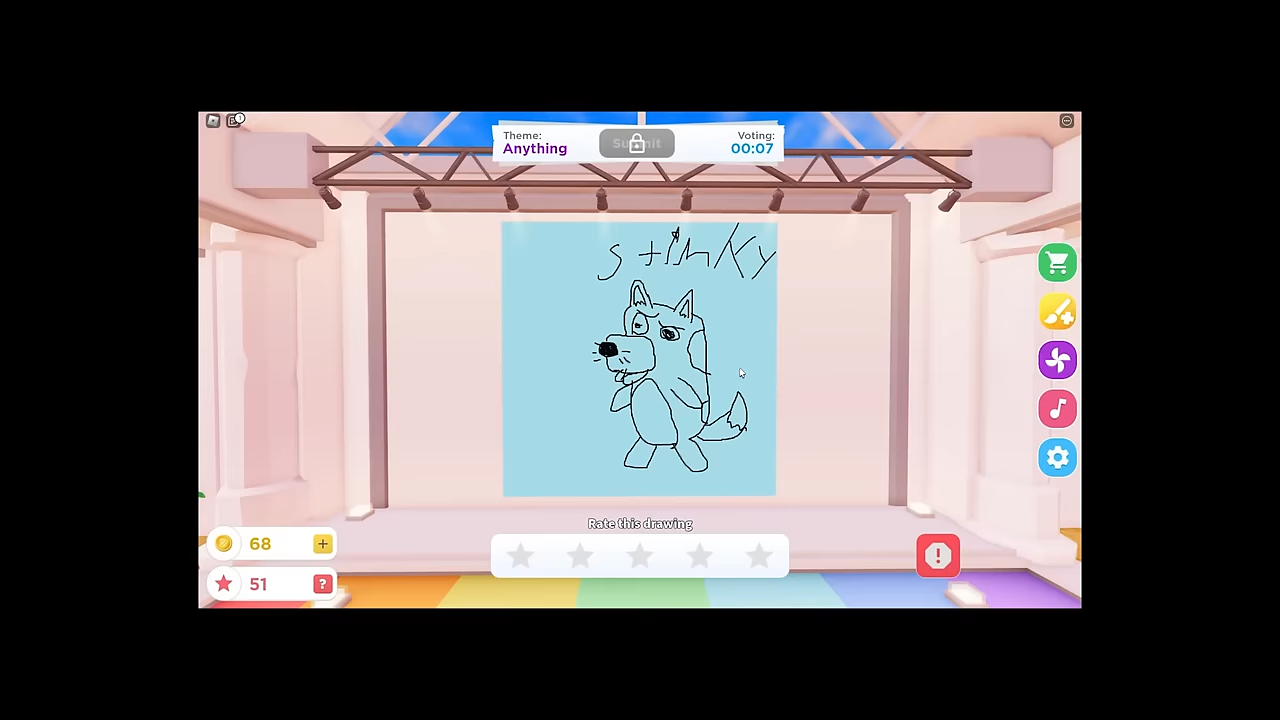 Theme:
Anything
Submit
Voting:
00:07
stinky
Rate this drawing
68
+
51
?
!